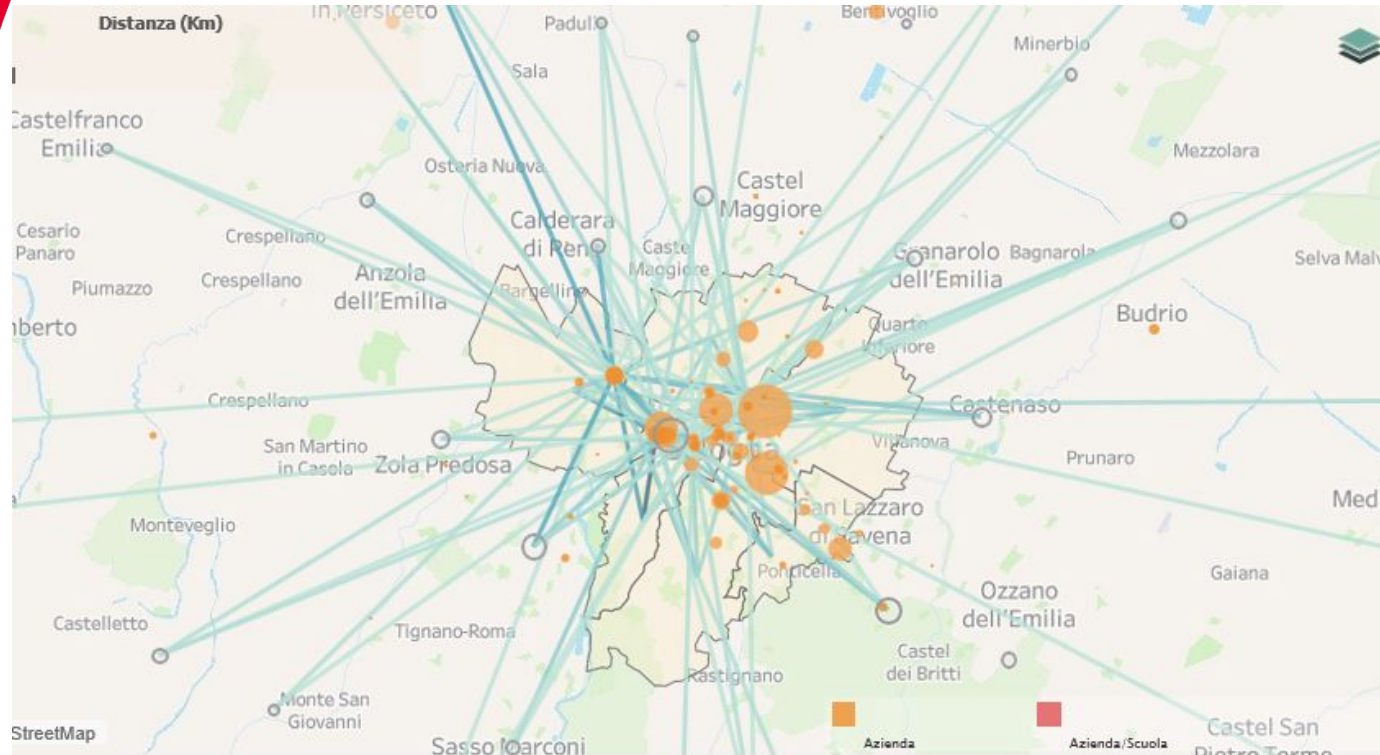 in Persiceto
Padulle
Bentivoglio
Distanza (Km)
Minerbio
Sala
Castelfranco
Emilia
Mezzolara
Osteria Nuova
Castel
Maggiore
Calderara
di Reno
Cesario
Panaro
Crespellano
Castel
Maggiore
Granarolo
dell'Emilia
Bagnarola
Selva Malv
Anzola
dell'Emilia
Crespellano
Piumazzo
Bargellino
Budrio
Quarto
Inferiore
Crespellano
Castenaso
San Martino
in Casola
Zola Predosa
Villanova
Prunaro
Med
San Lazzaro
di Savena
Monteveglio
Ponticella
Gaiana
Ozzano
dell'Emilia
Castelletto
Tignano-Roma
Castel
dei Britti
Rastignano
Monte San
Giovanni
StreetMap
Sasso Marconi
Azienda
Azienda/Scuola
Castel San
Pietro Terme